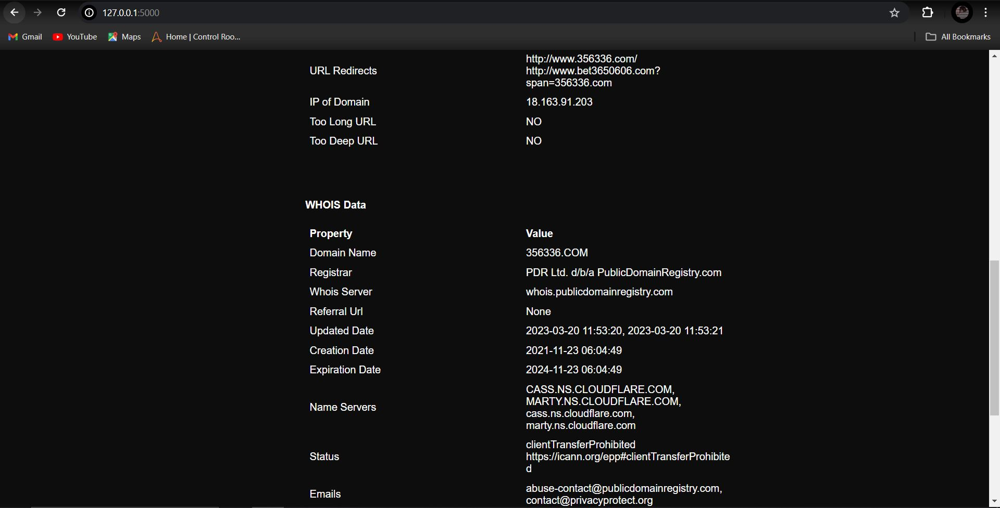 127.0.0.1:5000
Gmail YouTube Maps Home | Control Roo... All Bookmarks
URL Redirects http://www.356336.com/
http://www.bet3650606.com?
span=356336.com
IP of Domain 18.163.91.203
Too Long URL NO
Too Deep URL NO
WHOIS Data
Property Value
Domain Name 356336.COM
Registrar PDR Ltd. d/b/a PublicDomainRegistry.com
Whois Server whois.publicdomainregistry.com
Referral Url None
Updated Date 2023-03-20 11:53:20, 2023-03-20 11:53:21
Creation Date 2021-11-23 06:04:49
Expiration Date 2024-11-23 06:04:49
Name Servers CASS.NS.CLOUDFLARE.COM,
MARTY.NS.CLOUDFLARE.COM,
cass.ns.cloudflare.com,
marty.ns.cloudflare.com
Status clientTransferProhibited
https://icann.org/epp#clientTransferProhibite
d
Emails abuse-contact@publicdomainregistry.com,
contact@privacyprotect.org